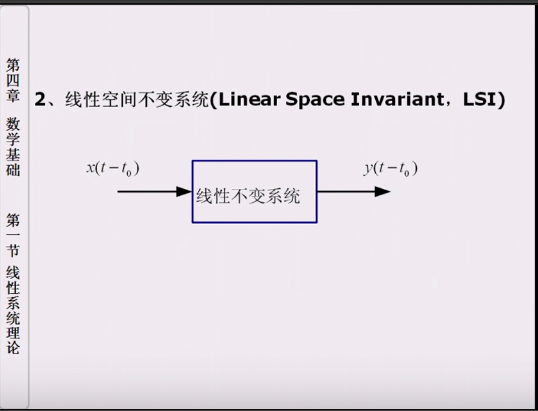 第四章 数学基础 第一节 线性系统理论
2、线性空间不变系统(Linear Space Invariant，LSI)
x(t−t₀)
y(t−t₀)
线性不变系统